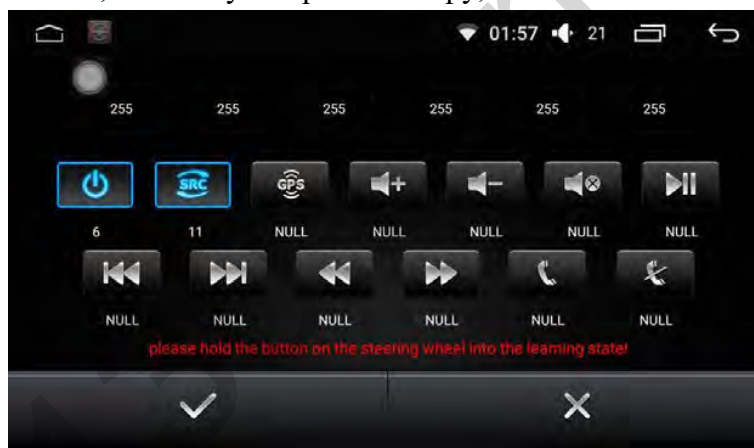 01:57 21
255 255 255 255 255 255
SRC GPS
6 11 NULL NULL NULL NULL NULL
NULL NULL NULL NULL NULL NULL
please hold the button on the steering wheel into the learning state!